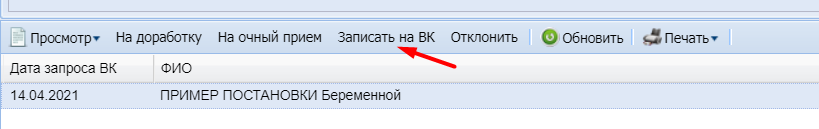 Просмотр На доработку На очный прием Записать на ВК Отклонить Обновить Печать
Дата запроса ВК ФИО
14.04.2021 ПРИМЕР ПОСТАНОВКИ Беременной